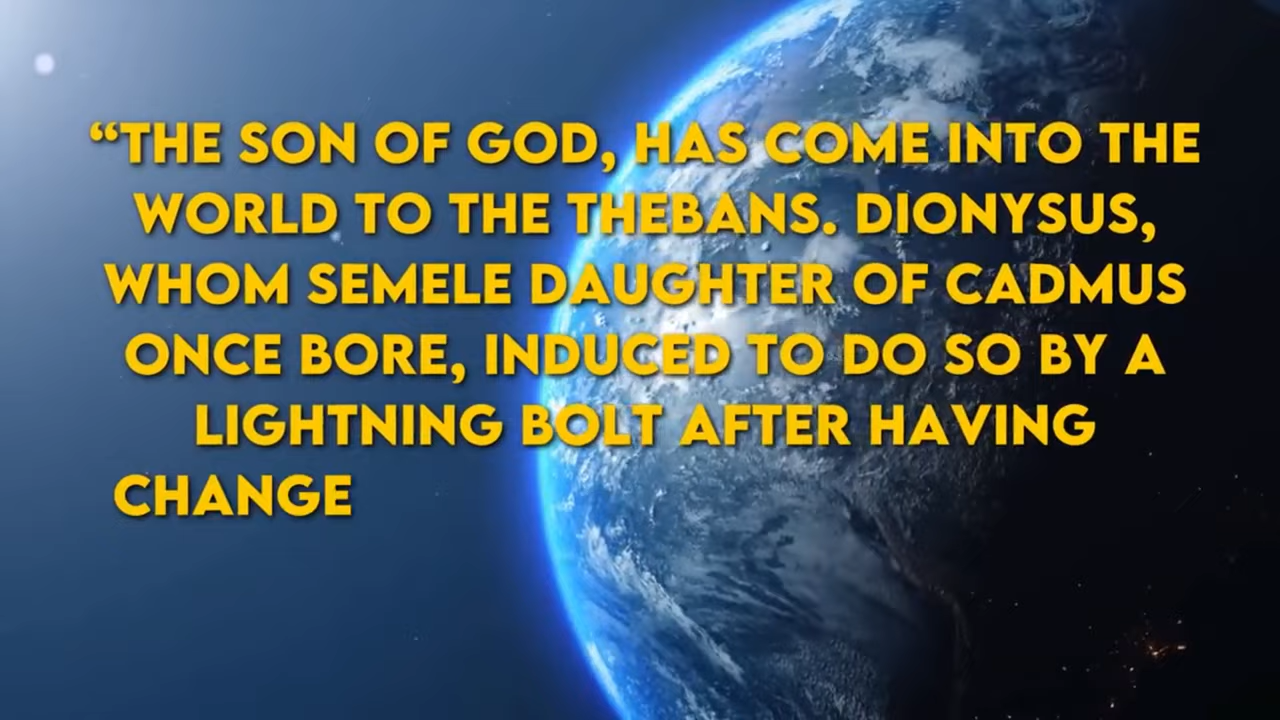 “THE SON OF GOD, HAS COME INTO THE
WORLD TO THE THEBANS. DIONYSUS,
WHOM SEMELE DAUGHTER OF CADMUS
ONCE BORE, INDUCED TO DO SO BY A
LIGHTNING BOLT AFTER HAVING
CHANGE